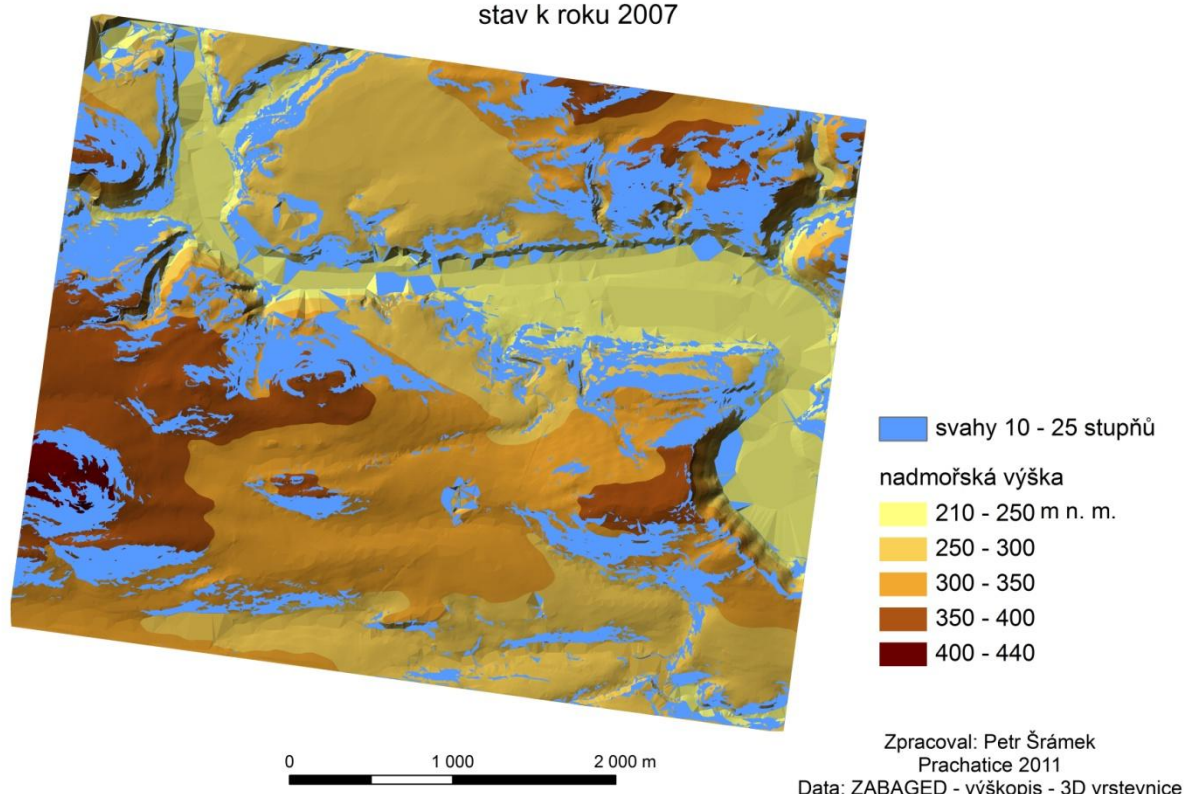 stav k roku 2007
svahy 10 - 25 stupňů
nadmořská výška
210 - 250 m n. m.
250 - 300
300 - 350
350 - 400
400 - 440
0 1 000 2 000 m
Zpracoval: Petr Šrámek
Prachatice 2011
Data: ZABAGED - výškopis - 3D vrstevnice